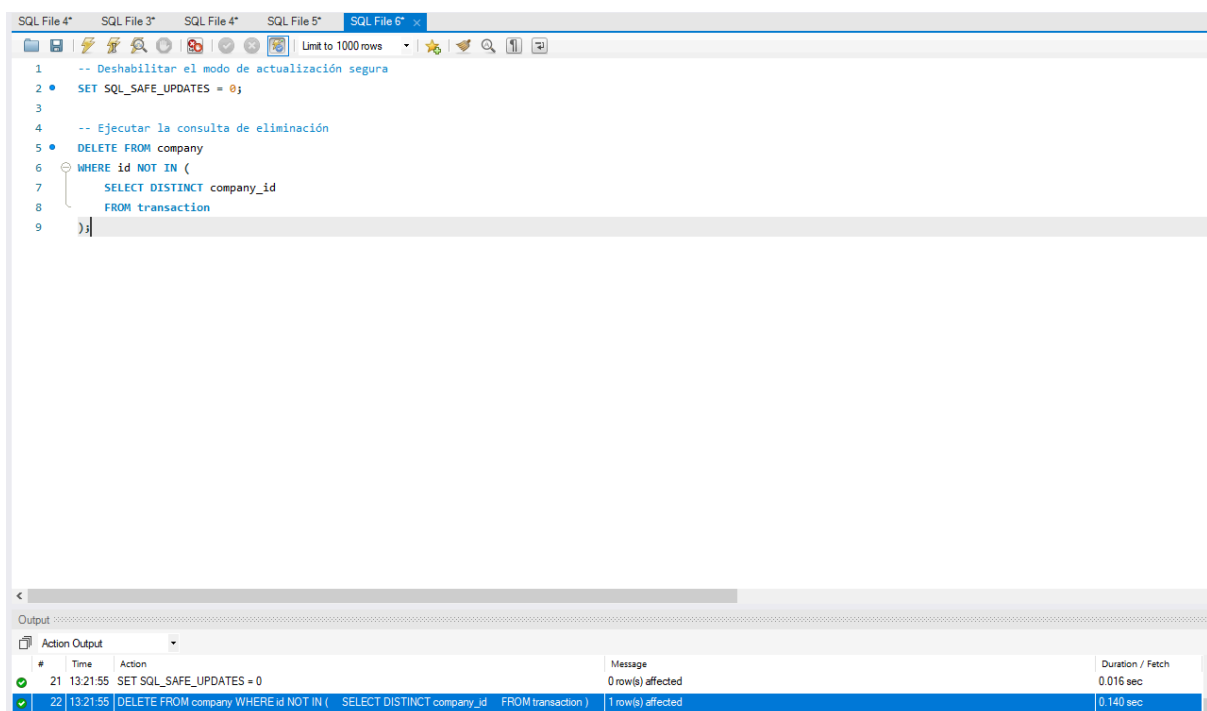 SQL File 4* SQL File 3* SQL File 4* SQL File 5* SQL File 6* ×
Limit to 1000 rows
1 -- Deshabilitar el modo de actualización segura
2 SET SQL_SAFE_UPDATES = 0;
3
4 -- Ejecutar la consulta de eliminación
5 DELETE FROM company
6 WHERE id NOT IN (
7 SELECT DISTINCT company_id
8 FROM transaction
9 );
Output
Action Output
# Time Action Message Duration / Fetch
21 13:21:55 SET SQL_SAFE_UPDATES = 0 0 row(s) affected 0.016 sec
22 13:21:55 DELETE FROM company WHERE id NOT IN ( SELECT DISTINCT company_id FROM transaction ) 1 row(s) affected 0.140 sec